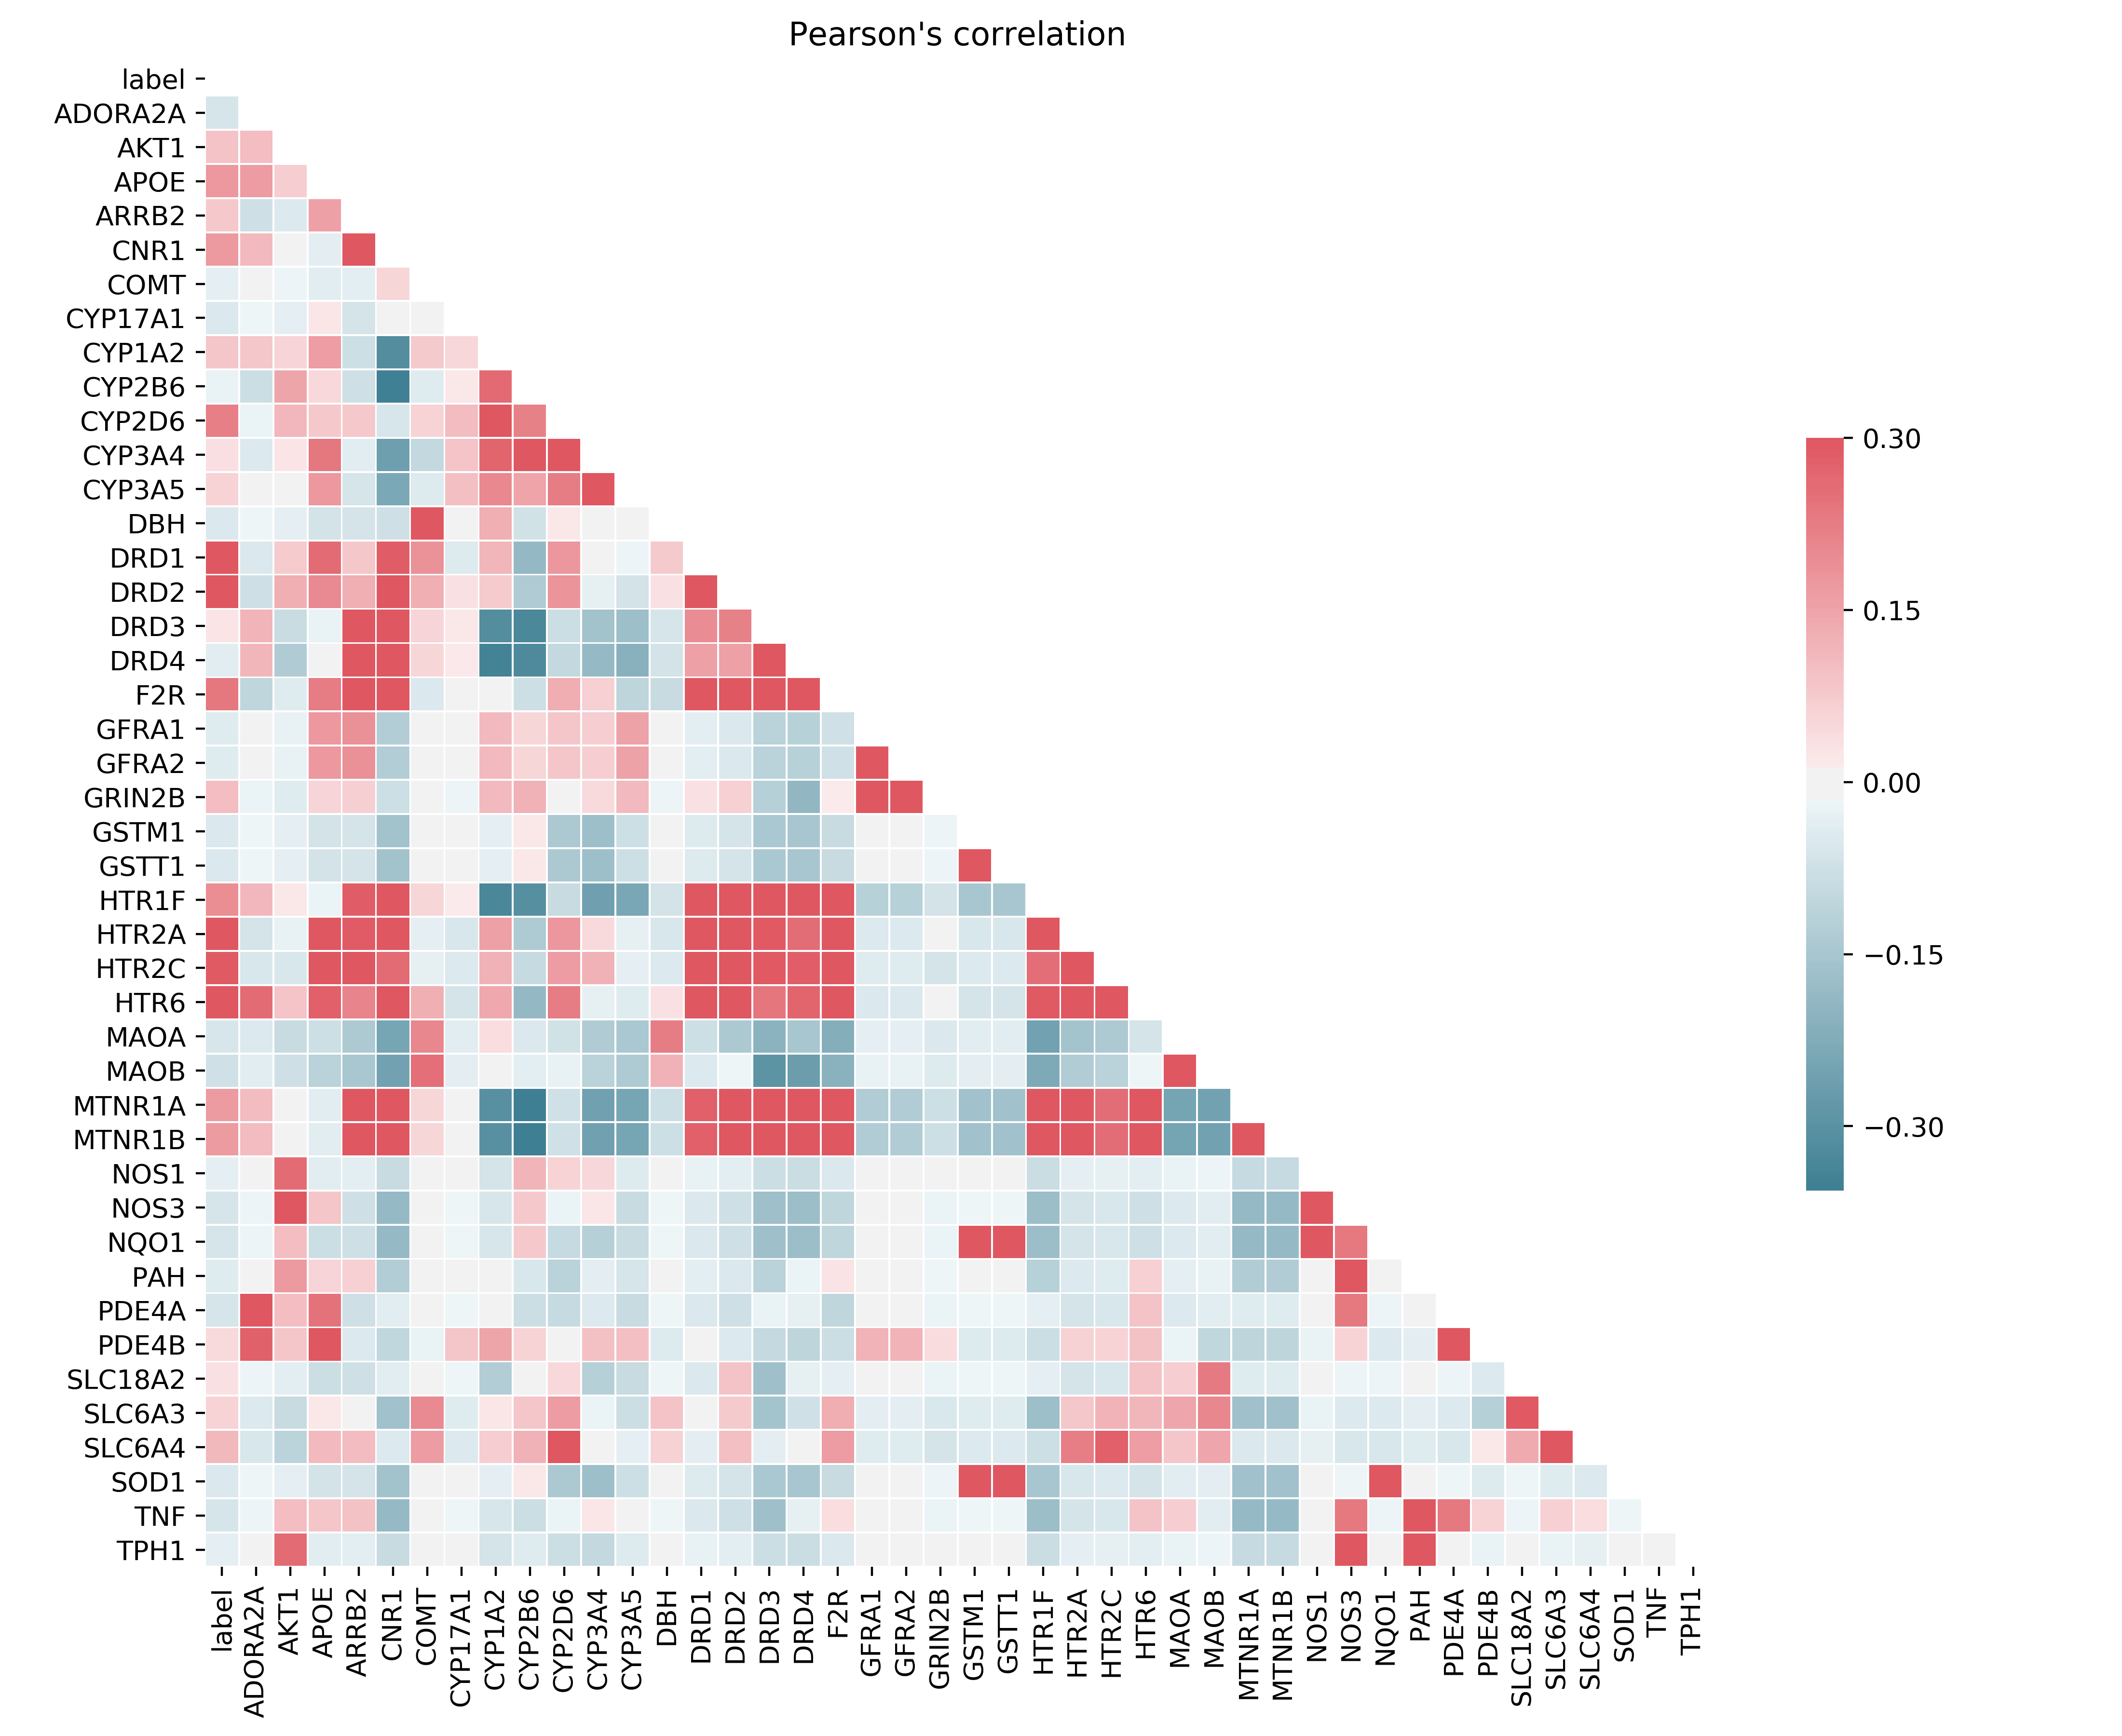 Pearson's correlation
label
ADORA2A
AKT1
APOE
ARRB2
CNR1
COMT
CYP17A1
CYP1A2
CYP2B6
CYP2D6
CYP3A4
CYP3A5
DBH
DRD1
DRD2
DRD3
DRD4
F2R
GFRA1
GFRA2
GRIN2B
GSTM1
GSTT1
HTR1F
HTR2A
HTR2C
HTR6
MAOA
MAOB
MTNR1A
MTNR1B
NOS1
NOS3
NQO1
PAH
PDE4A
PDE4B
SLC18A2
SLC6A3
SLC6A4
SOD1
TNF
TPH1
label
ADORA2A
AKT1
APOE
ARRB2
CNR1
COMT
CYP17A1
CYP1A2
CYP2B6
CYP2D6
CYP3A4
CYP3A5
DBH
DRD1
DRD2
DRD3
DRD4
F2R
GFRA1
GFRA2
GRIN2B
GSTM1
GSTT1
HTR1F
HTR2A
HTR2C
HTR6
MAOA
MAOB
MTNR1A
MTNR1B
NOS1
NOS3
NQO1
PAH
PDE4A
PDE4B
SLC18A2
SLC6A3
SLC6A4
SOD1
TNF
TPH1
0.30
0.15
0.00
−0.15
−0.30